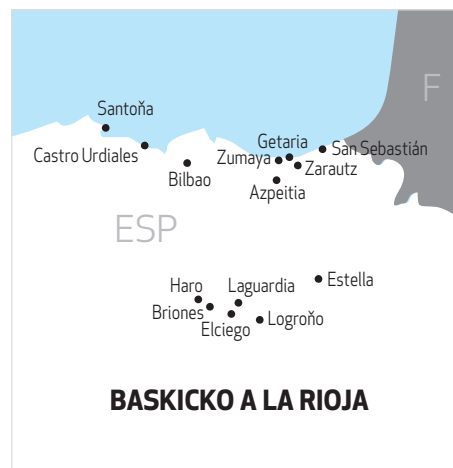 F
Santoňa
Getaria
San Sebastián
Castro Urdiales
Zumaya
Zarautz
Bilbao
Azpeitia
ESP
Estella
Haro
Laguardia
Briones
Logroňo
Elciego
BASKICKO A LA RIOJA